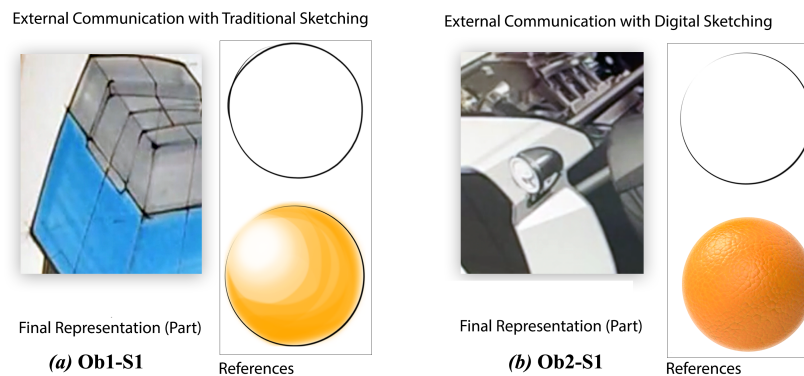 External Communication with Traditional Sketching
External Communication with Digital Sketching
Final Representation (Part)
(a) Ob1-S1
References
Final Representation (Part)
(b) Ob2-S1
References